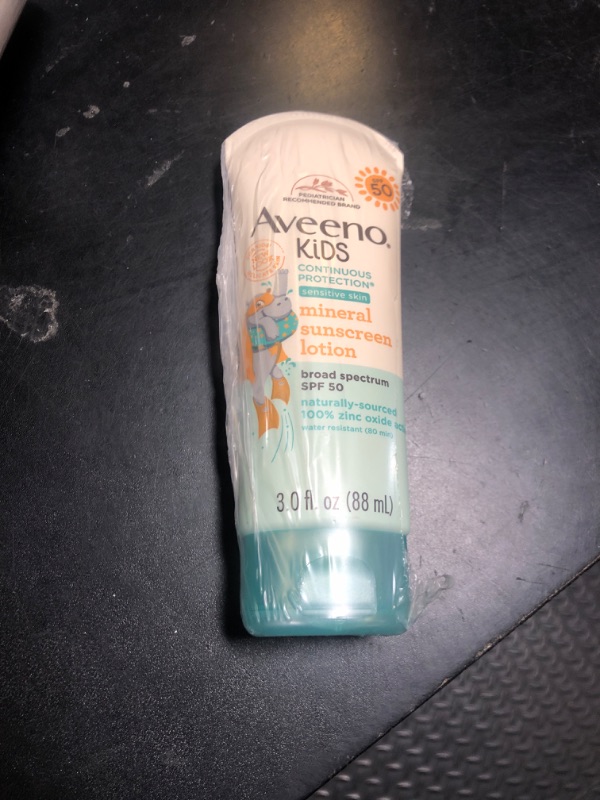 SPF
50
PEDIATRICIAN
RECOMMENDED BRAND
Aveeno®
KiDS
CONTINUOUS
PROTECTION®
sensitive skin
mineral
sunscreen
lotion
broad spectrum
SPF 50
naturally-sourced
100% zinc oxide
water resistant (80 min)
3.0 fl. oz (88 mL)